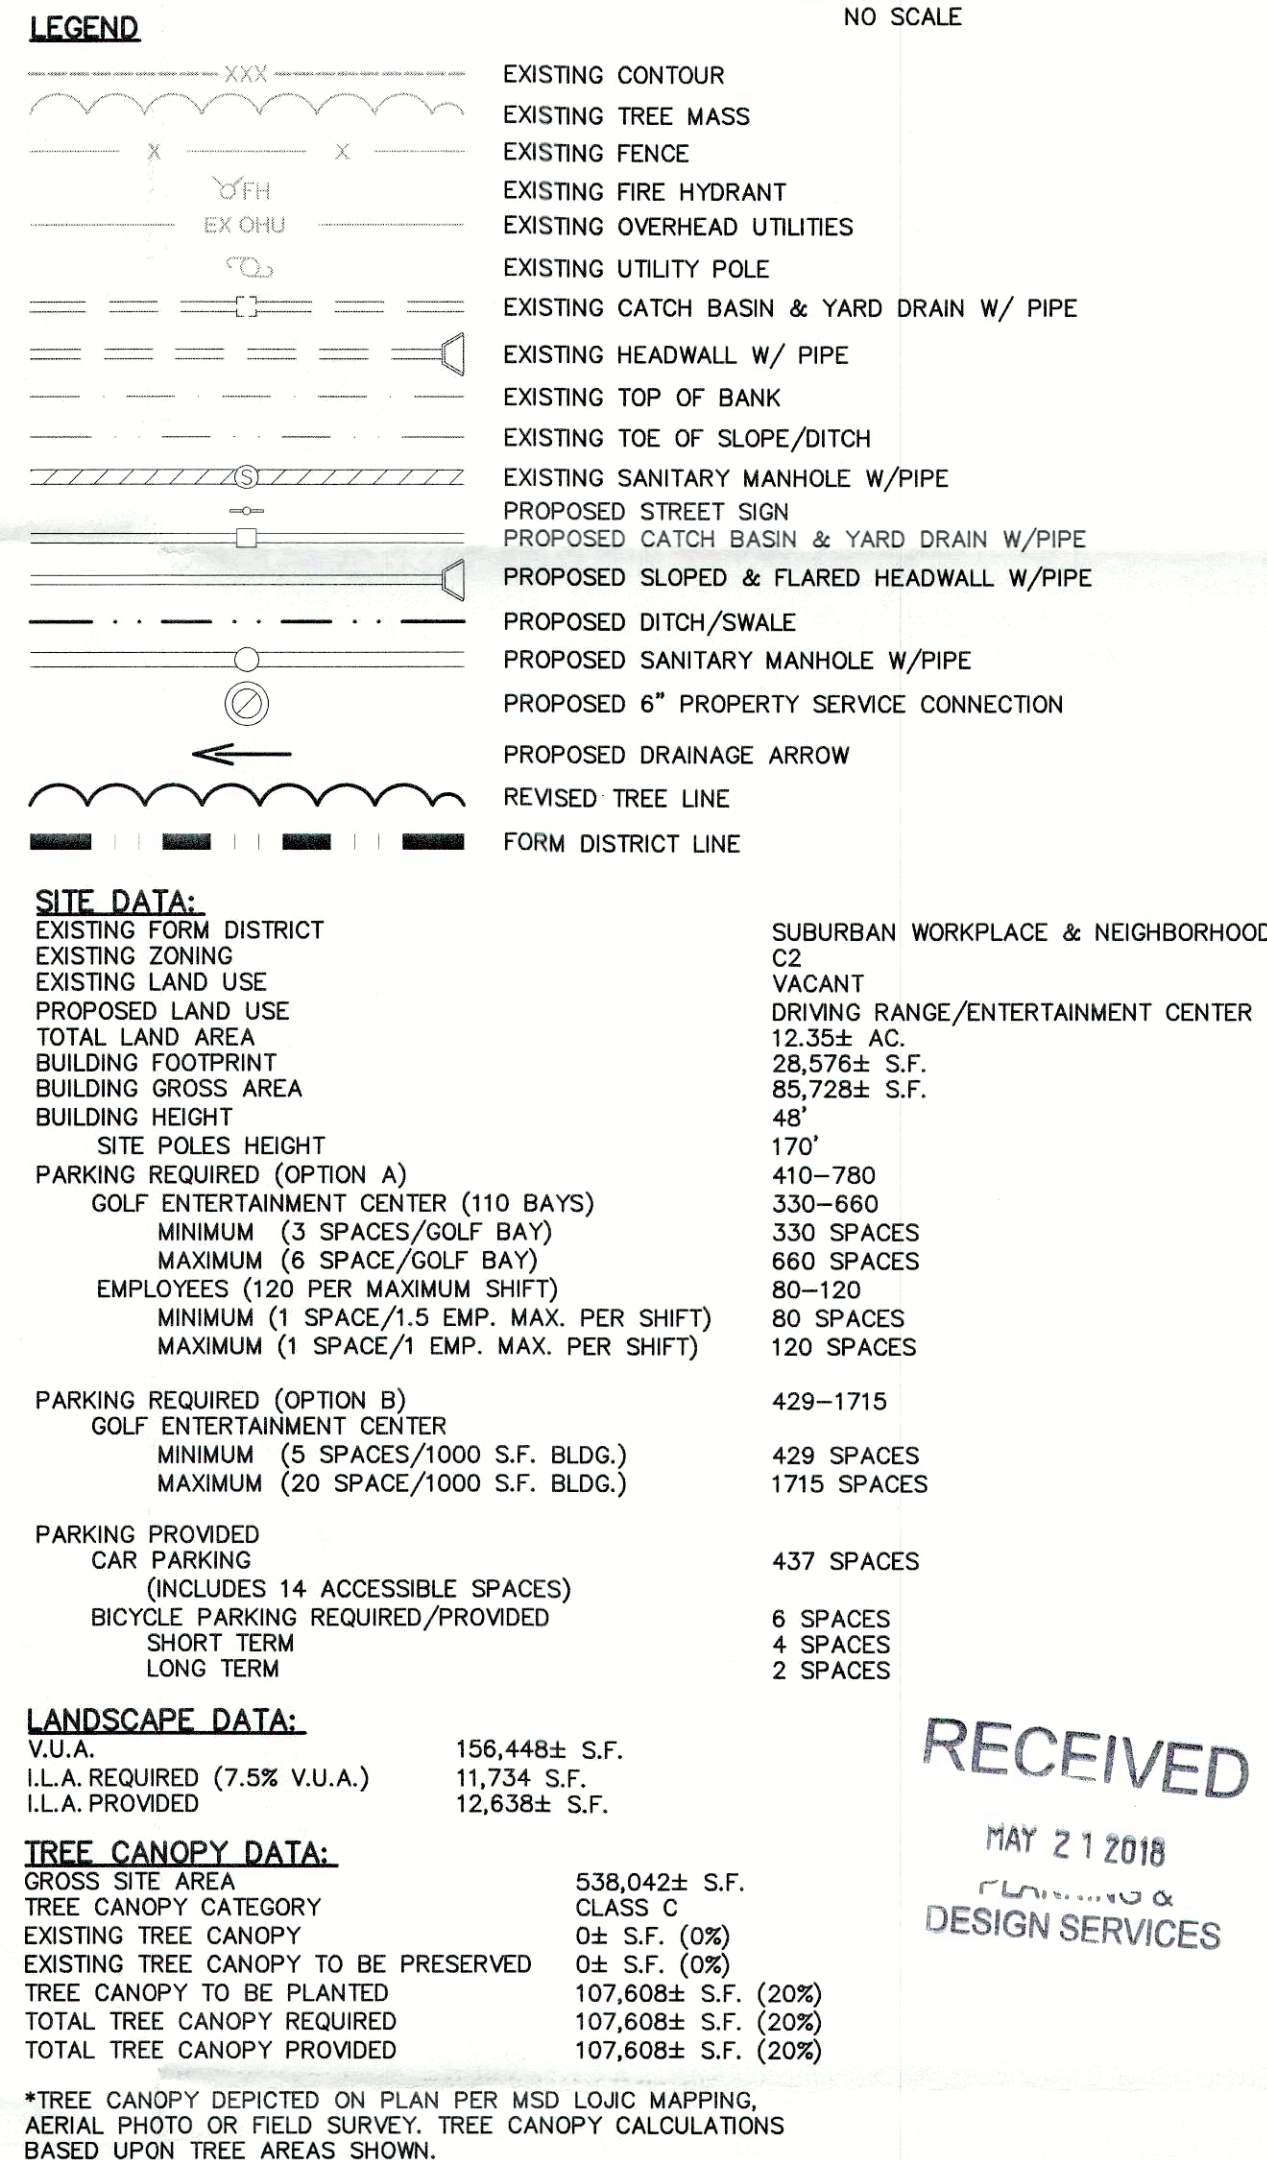 NO SCALE
LEGEND
XXX EXISTING CONTOUR
EXISTING TREE MASS
X X EXISTING FENCE
FH EXISTING FIRE HYDRANT
EX OHU EXISTING OVERHEAD UTILITIES
EXISTING UTILITY POLE
EXISTING CATCH BASIN & YARD DRAIN W/ PIPE
EXISTING HEADWALL W/ PIPE
EXISTING TOP OF BANK
EXISTING TOE OF SLOPE/DITCH
S EXISTING SANITARY MANHOLE W/PIPE
PROPOSED STREET SIGN
PROPOSED CATCH BASIN & YARD DRAIN W/PIPE
PROPOSED SLOPED & FLARED HEADWALL W/PIPE
PROPOSED DITCH/SWALE
PROPOSED SANITARY MANHOLE W/PIPE
PROPOSED 6" PROPERTY SERVICE CONNECTION
PROPOSED DRAINAGE ARROW
REVISED TREE LINE
FORM DISTRICT LINE
SITE DATA:
EXISTING FORM DISTRICT SUBURBAN WORKPLACE & NEIGHBORHOOD
EXISTING ZONING C2
EXISTING LAND USE VACANT
PROPOSED LAND USE DRIVING RANGE/ENTERTAINMENT CENTER
TOTAL LAND AREA 12.35± AC.
BUILDING FOOTPRINT 28,576± S.F.
BUILDING GROSS AREA 85,728± S.F.
BUILDING HEIGHT 48'
SITE POLES HEIGHT 170'
PARKING REQUIRED (OPTION A) 410–780
GOLF ENTERTAINMENT CENTER (110 BAYS) 330–660
MINIMUM (3 SPACES/GOLF BAY) 330 SPACES
MAXIMUM (6 SPACE/GOLF BAY) 660 SPACES
EMPLOYEES (120 PER MAXIMUM SHIFT) 80–120
MINIMUM (1 SPACE/1.5 EMP. MAX. PER SHIFT) 80 SPACES
MAXIMUM (1 SPACE/1 EMP. MAX. PER SHIFT) 120 SPACES
PARKING REQUIRED (OPTION B) 429–1715
GOLF ENTERTAINMENT CENTER
MINIMUM (5 SPACES/1000 S.F. BLDG.) 429 SPACES
MAXIMUM (20 SPACE/1000 S.F. BLDG.) 1715 SPACES
PARKING PROVIDED
CAR PARKING 437 SPACES
(INCLUDES 14 ACCESSIBLE SPACES)
BICYCLE PARKING REQUIRED/PROVIDED 6 SPACES
SHORT TERM 4 SPACES
LONG TERM 2 SPACES
LANDSCAPE DATA:
V.U.A. 156,448± S.F.
I.L.A. REQUIRED (7.5% V.U.A.) 11,734 S.F.
I.L.A. PROVIDED 12,638± S.F.
RECEIVED
MAY 21 2018
&
DESIGN SERVICES
TREE CANOPY DATA:
GROSS SITE AREA 538,042± S.F.
TREE CANOPY CATEGORY CLASS C
EXISTING TREE CANOPY 0± S.F. (0%)
EXISTING TREE CANOPY TO BE PRESERVED 0± S.F. (0%)
TREE CANOPY TO BE PLANTED 107,608± S.F. (20%)
TOTAL TREE CANOPY REQUIRED 107,608± S.F. (20%)
TOTAL TREE CANOPY PROVIDED 107,608± S.F. (20%)
*TREE CANOPY DEPICTED ON PLAN PER MSD LOJIC MAPPING,
AERIAL PHOTO OR FIELD SURVEY. TREE CANOPY CALCULATIONS
BASED UPON TREE AREAS SHOWN.